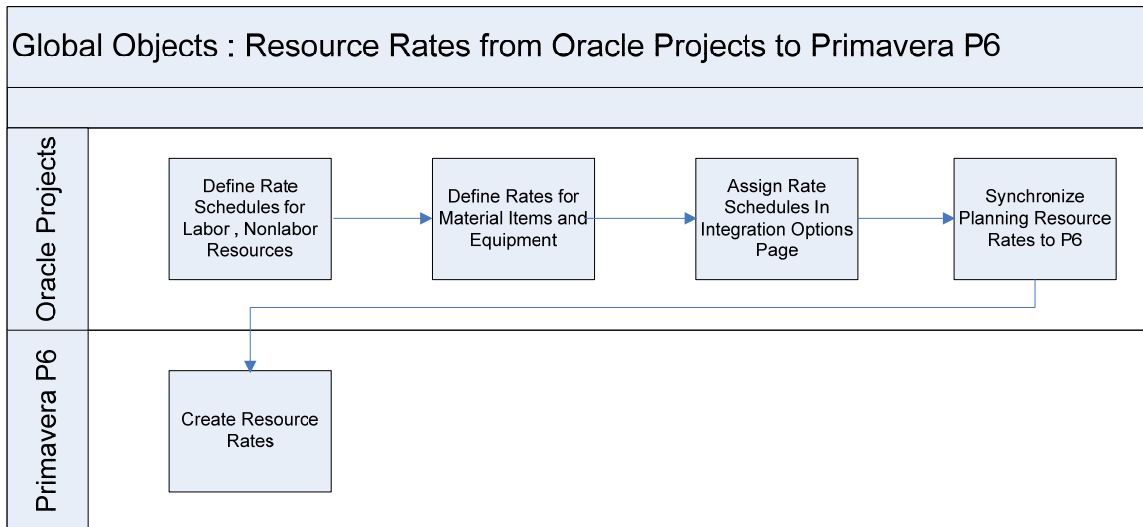 Global Objects : Resource Rates from Oracle Projects to Primavera P6
Oracle Projects
Define Rate
Schedules for
Labor , Nonlabor
Resources
Define Rates for
Material Items and
Equipment
Assign Rate
Schedules In
Integration Options
Page
Synchronize
Planning Resource
Rates to P6
Primavera P6
Create Resource
Rates